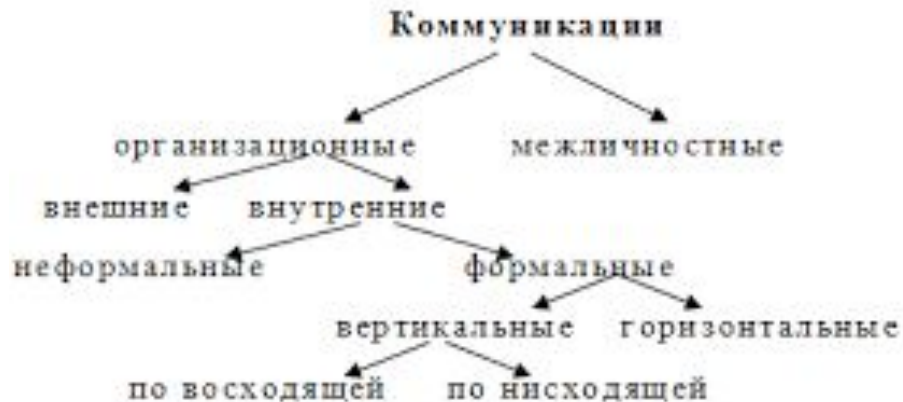 Коммуникации
организационные межличностные
внешние внутренние
неформальные формальные
вертикальные горизонтальные
по восходящей по нисходящей